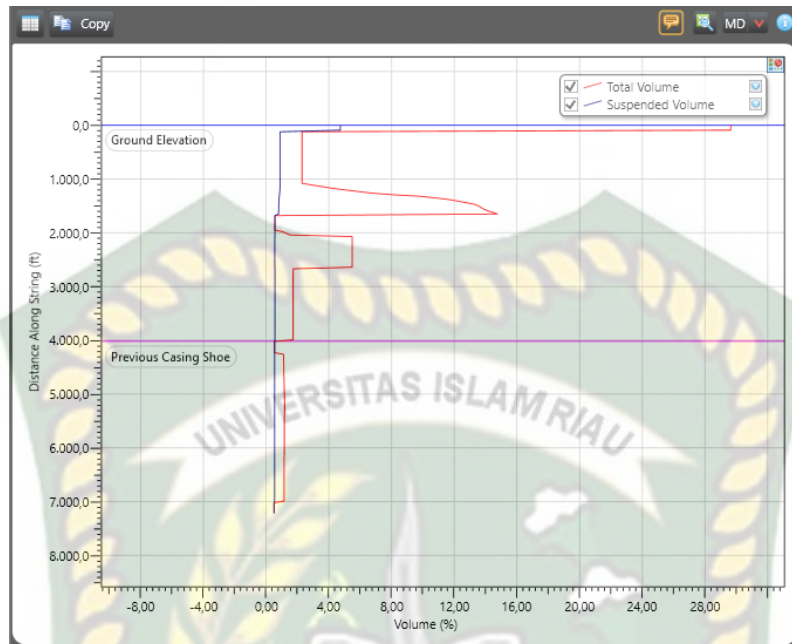 Copy
MD
Total Volume
Suspended Volume
0,0
Ground Elevation
1.000,0
2.000,0
3.000,0
4.000,0
Previous Casing Shoe
5.000,0
6.000,0
7.000,0
8.000,0
Distance Along String (ft)
UNIVERSITAS ISLAM RIAU
-8,00
-4,00
0,00
4,00
8,00
12,00
16,00
20,00
24,00
28,00
Volume (%)